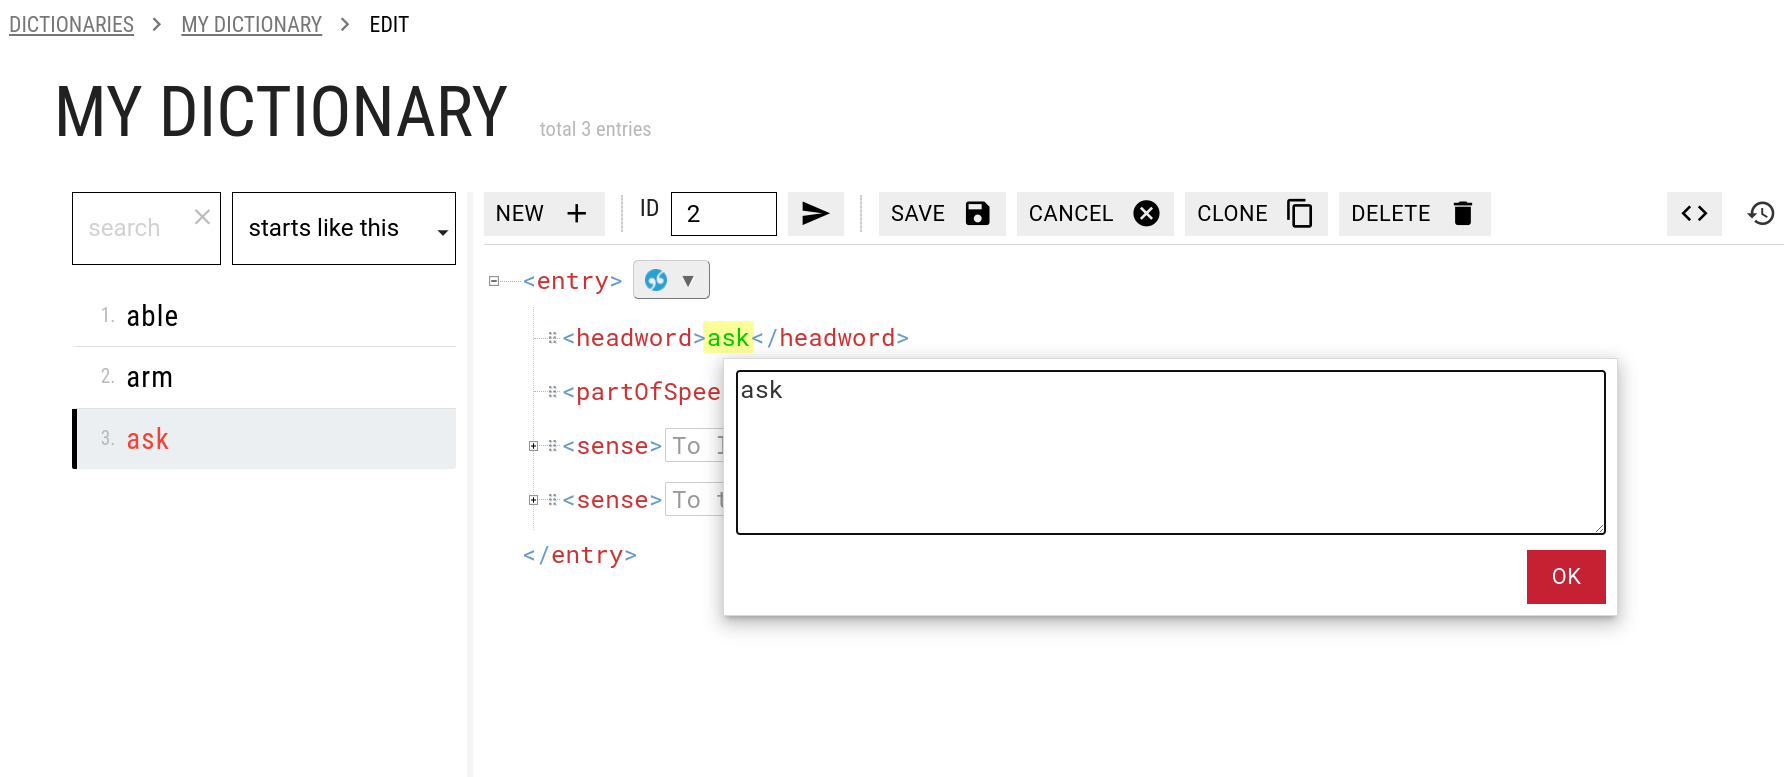 DICTIONARIES > MY DICTIONARY > EDIT
MY DICTIONARY total 3 entries
search
starts like this
NEW + ID 2 SAVE CANCEL CLONE DELETE <>
1. able
2. arm
3. ask
<entry>
<headword>ask</headword>
<partOfSpee
<sense> To
<sense> To
</entry>
ask
OK